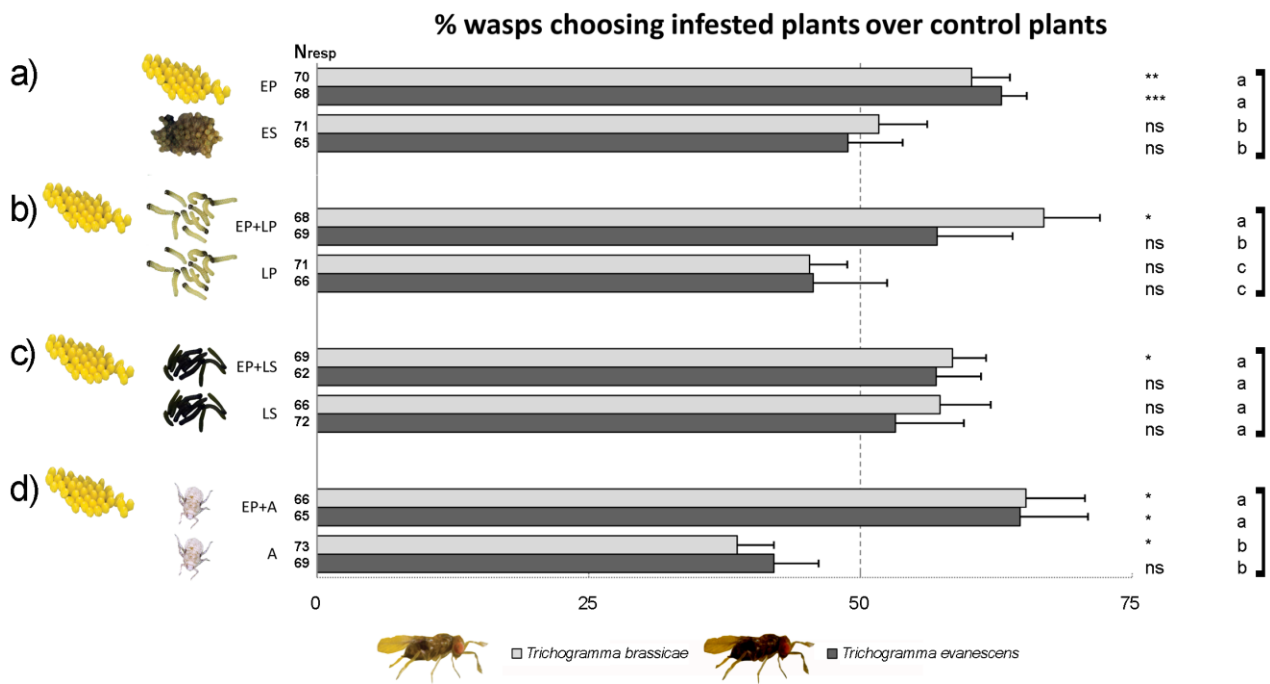 % wasps choosing infested plants over control plants
Nresp
a)
EP 70 ** a
68 *** a
ES 71 ns b
65 ns b
b)
EP+LP 68 * a
69 ns b
LP 71 ns c
66 ns c
c)
EP+LS 69 * a
62 ns a
LS 66 ns a
72 ns a
d)
EP+A 66 * a
65 * a
A 73 * b
69 ns b
0 25 50 75
Trichogramma brassicae Trichogramma evanescens